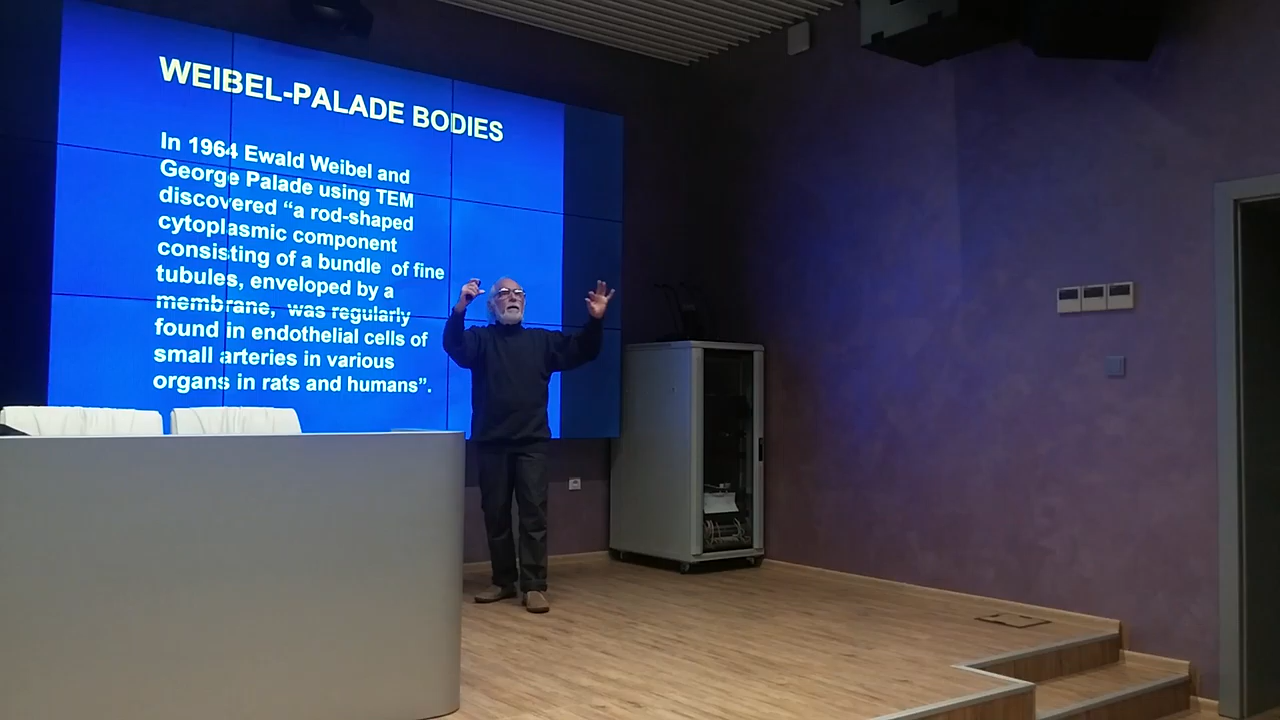 WEIBEL-PALADE BODIES
In 1964 Ewald Weibel and
George Palade using TEM
discovered “a rod-shaped
cytoplasmic component
consisting of a bundle  of fine
tubules, enveloped by a
membrane,  was regularly
found in endothelial cells of
small arteries in various
organs in rats and humans”.